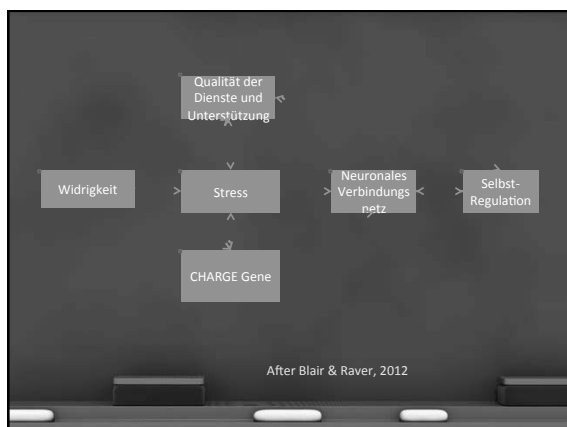 Qualität der
Dienste und
Unterstützung
Widrigkeit
Stress
Neuronales
Verbindungs
netz
Selbst-
Regulation
CHARGE Gene
After Blair & Raver, 2012